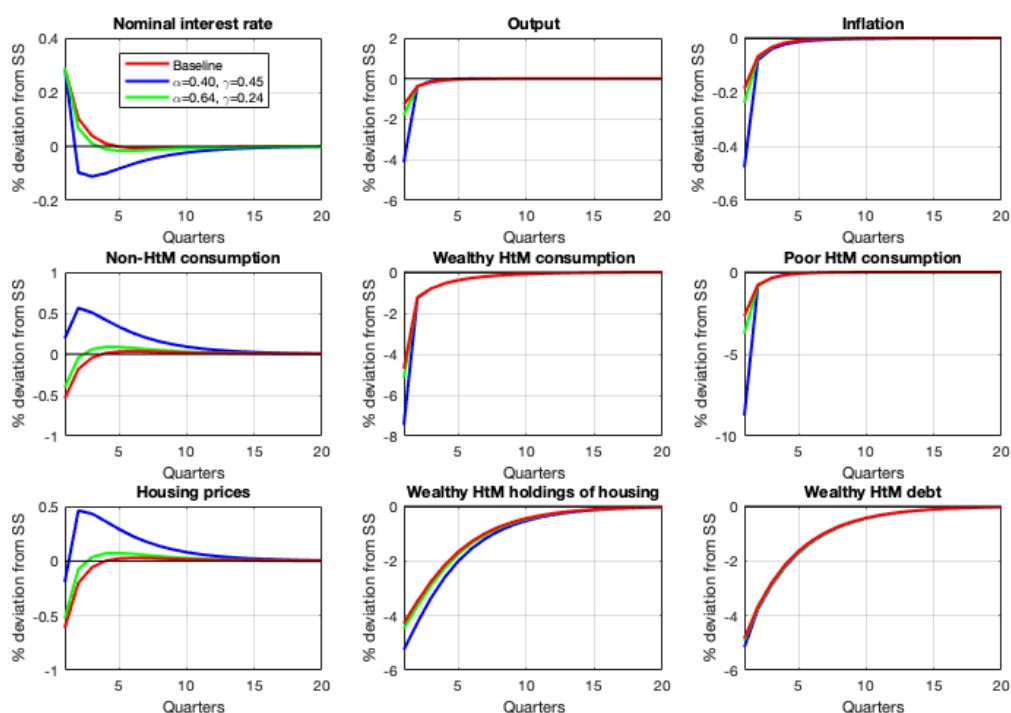 Nominal interest rate
% deviation from SS
0.4
0.2
0
-0.2
5
10
15
20
Quarters
Baseline
α=0.40, γ=0.45
α=0.64, γ=0.24
Output
% deviation from SS
2
0
-2
-4
-6
5
10
15
20
Quarters
Inflation
% deviation from SS
0
-0.2
-0.4
-0.6
5
10
15
20
Quarters
Non-HtM consumption
% deviation from SS
1
0.5
0
-0.5
-1
5
10
15
20
Quarters
Wealthy HtM consumption
% deviation from SS
0
-2
-4
-6
-8
5
10
15
20
Quarters
Poor HtM consumption
% deviation from SS
0
-5
-10
5
10
15
20
Quarters
Housing prices
% deviation from SS
0.5
0
-0.5
-1
5
10
15
20
Quarters
Wealthy HtM holdings of housing
% deviation from SS
0
-2
-4
-6
5
10
15
20
Quarters
Wealthy HtM debt
% deviation from SS
0
-2
-4
-6
5
10
15
20
Quarters